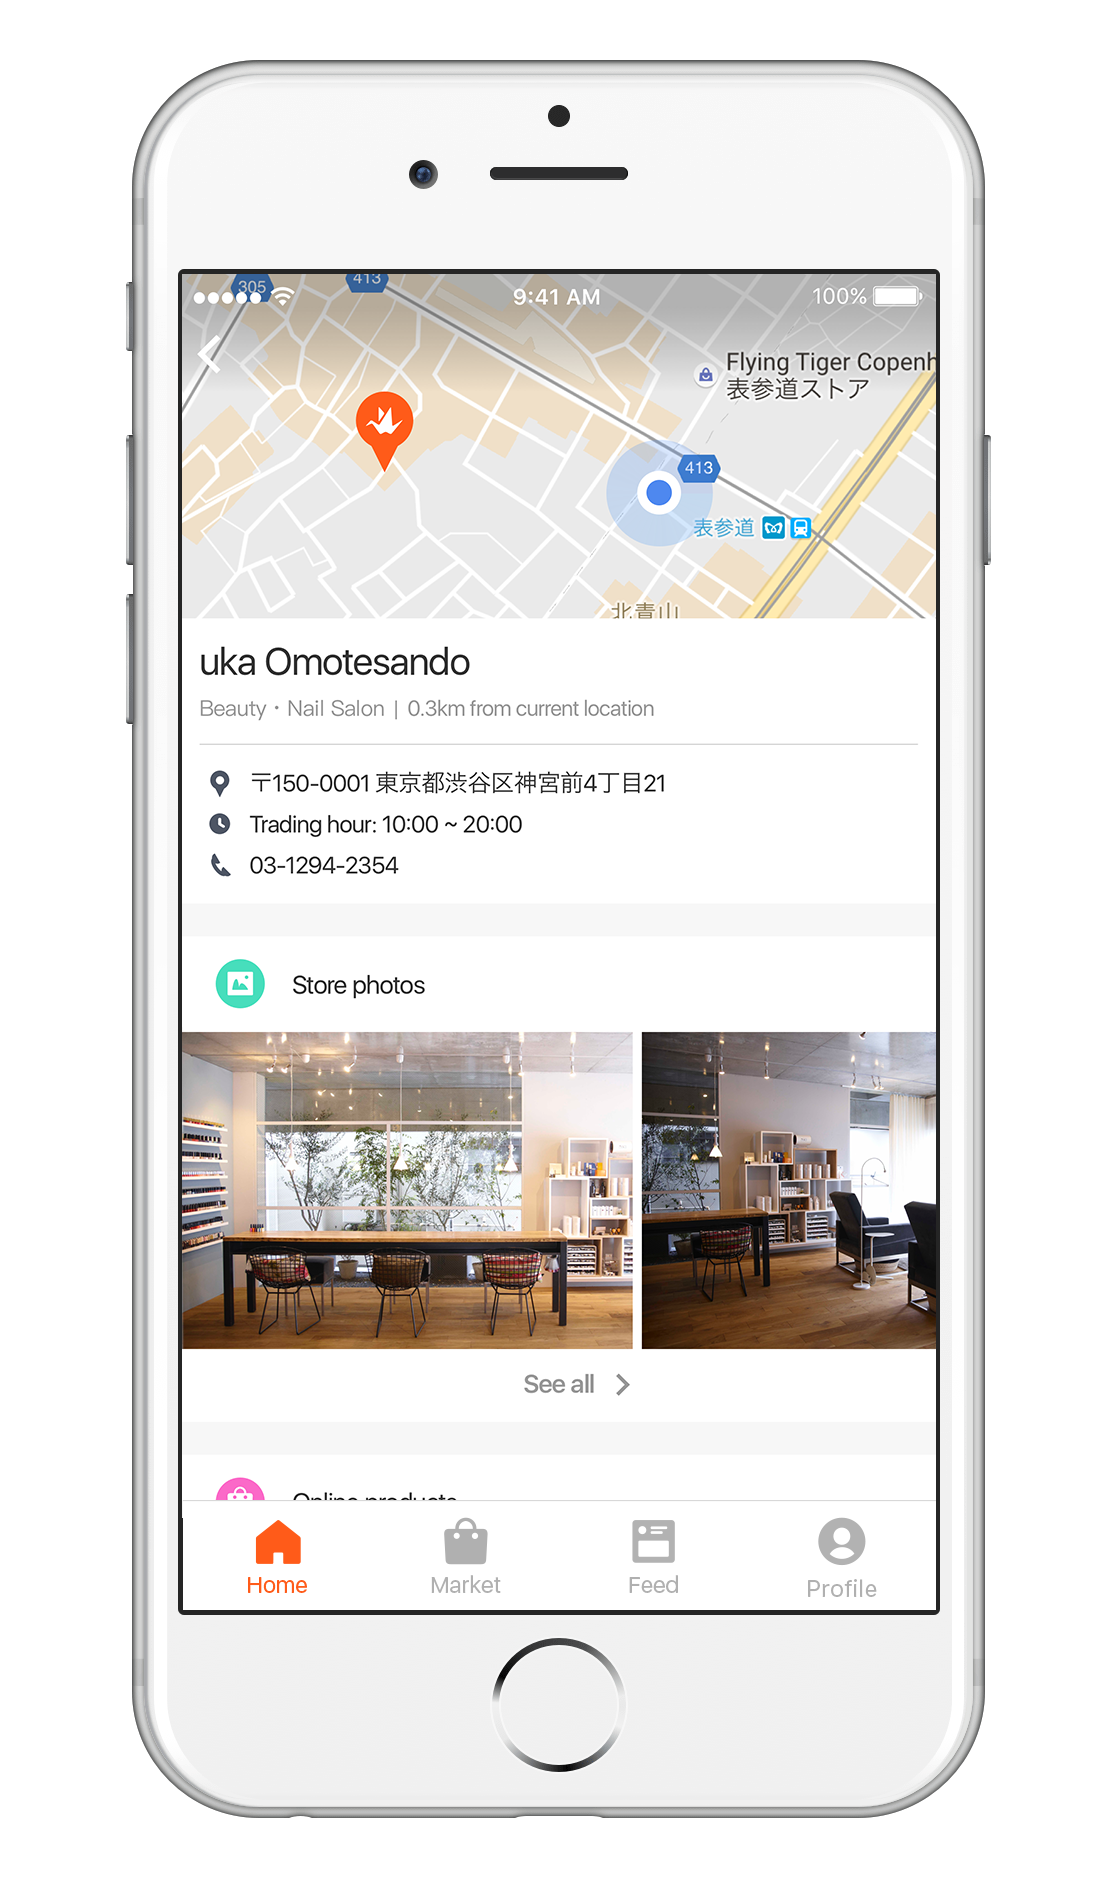 305
413
9:41 AM
100%
Flying Tiger Copenh
表参道ストア
413
表参道
北青山
uka Omotesando
Beauty・Nail Salon | 0.3km from current location
〒150-0001 東京都渋谷区神宮前4丁目21
Trading hour: 10:00 ~ 20:00
03-1294-2354
Store photos
See all
Online products
Home
Market
Feed
Profile